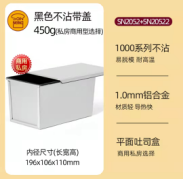 黑色不沾带盖
450g(私房商用型选择)
商用
私房
内径尺寸(长宽高)
196x106x110mm
SN2052+SN20522
1000系列不沾
易脱模 耐高温
1.0mm铝合金
材质轻 导热快
平面吐司盒
商用私房选择